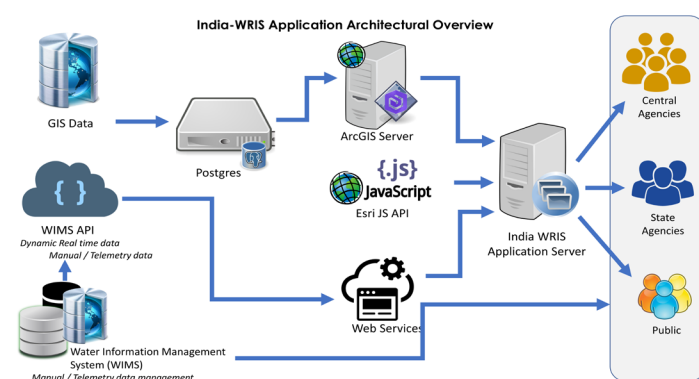 India-WRIS Application Architectural Overview
GIS Data
Postgres
ArcGIS Server
Central
Agencies
{.js}
JavaScript
Esri JS API
{ }
WIMS API
Dynamic Real time data
Manual / Telemetry data
India WRIS
Application Server
State
Agencies
Web Services
Public
Water Information Management
System (WIMS)
Manual / Telemetry data management